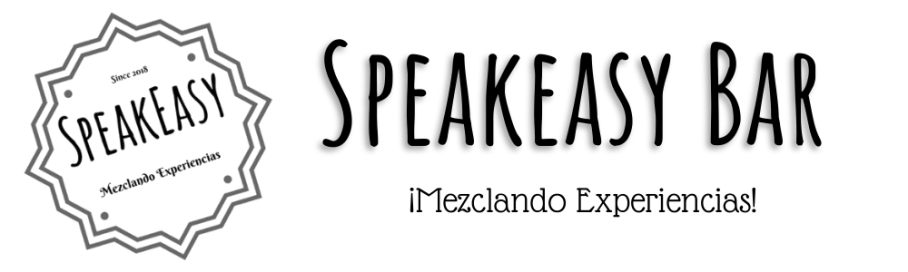 Since 2018
SpeakEasy
Mezclando Experiencias
Speakeasy Bar
¡Mezclando Experiencias!